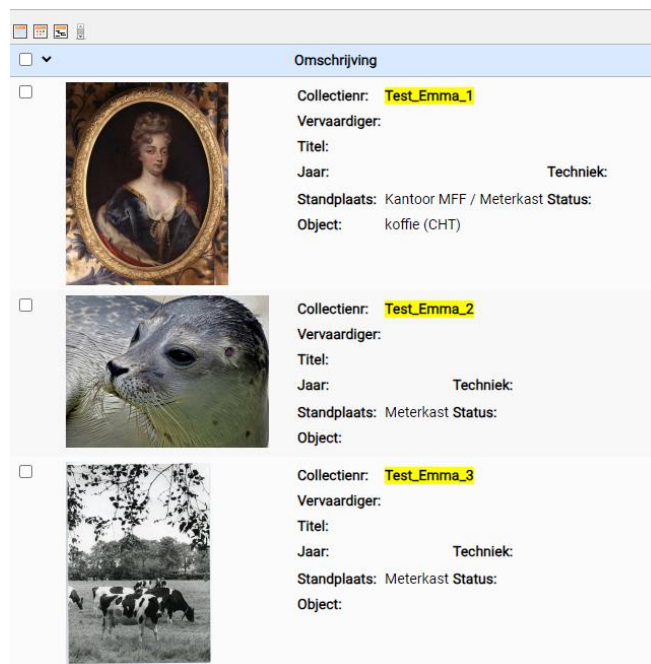 Omschrijving
Collectienr: Test_Emma_1
Vervaardiger:
Titel:
Jaar: Techniek:
Standplaats: Kantoor MFF / Meterkast Status:
Object: koffie (CHT)
Collectienr: Test_Emma_2
Vervaardiger:
Titel:
Jaar: Techniek:
Standplaats: Meterkast Status:
Object:
Collectienr: Test_Emma_3
Vervaardiger:
Titel:
Jaar: Techniek:
Standplaats: Meterkast Status:
Object: